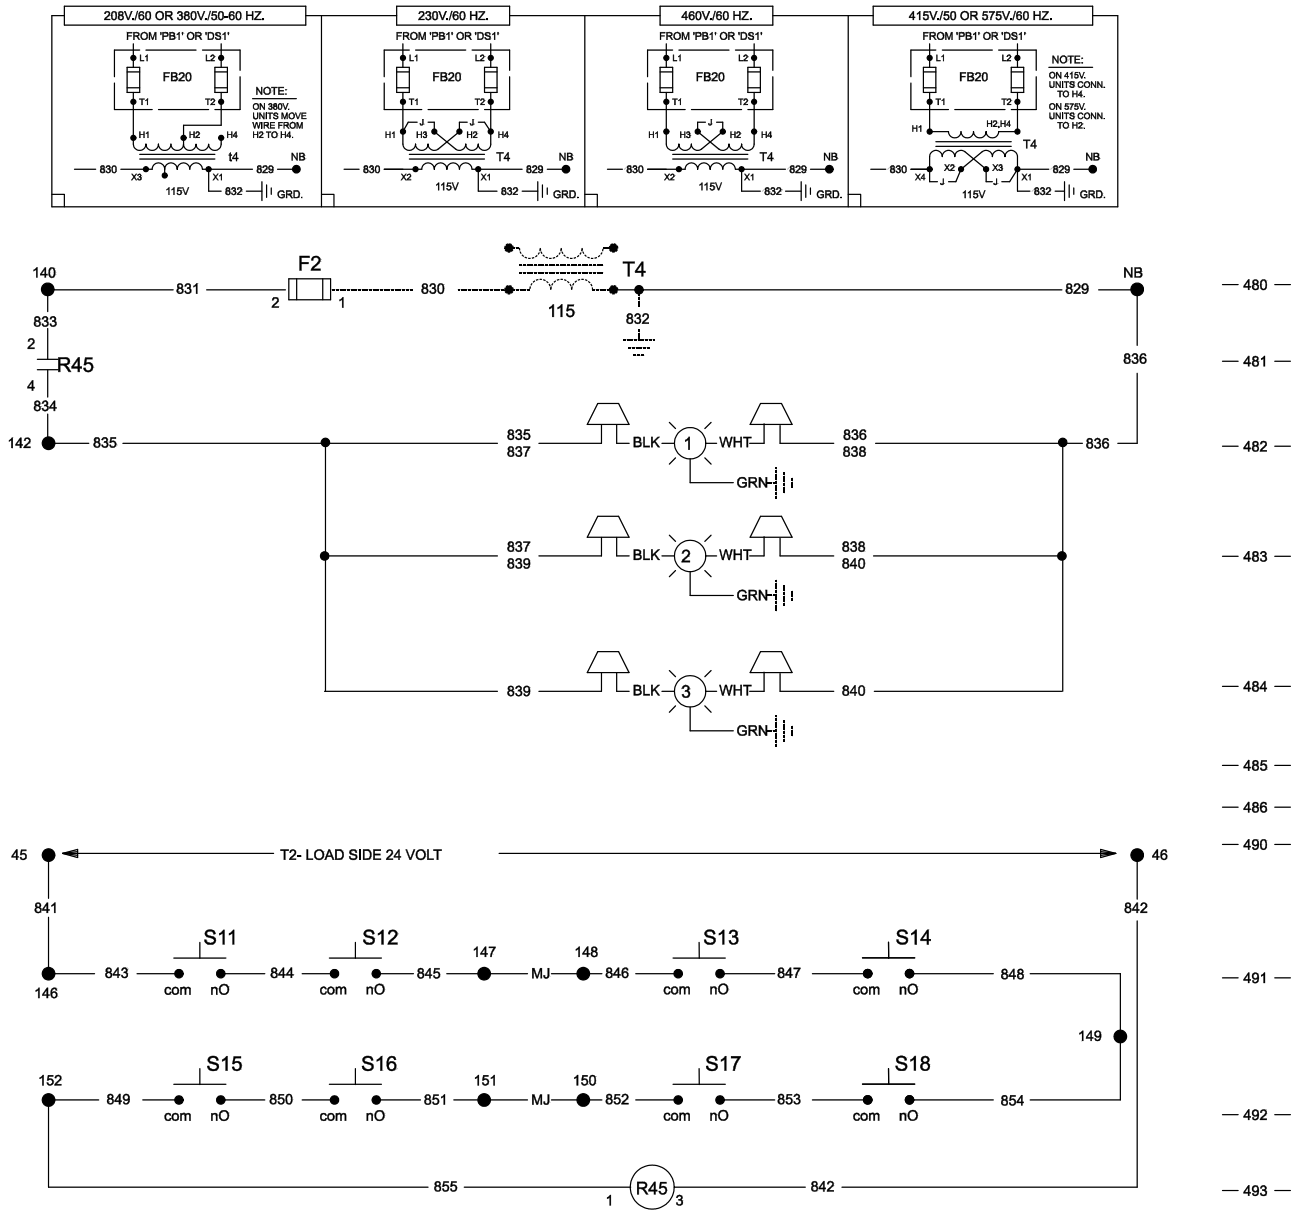 208V./60 OR 380V./50-60 HZ.
FROM 'PB1' OR 'DS1'
L1 L2
FB20
T1 T2
NOTE:
ON 380V.
UNITS MOVE
WIRE FROM
H2 TO H4.
H1 H2 H4
t4 NB
830 829
X3 X1
115V 832 GRD.
230V./60 HZ.
FROM 'PB1' OR 'DS1'
L1 L2
FB20
T1 T2
J J
H1 H3 H2 H4
T4 NB
830 829
X2 X1
115V 832 GRD.
460V./60 HZ.
FROM 'PB1' OR 'DS1'
L1 L2
FB20
T1 T2
J
H1 H3 H2 H4
T4 NB
830 829
X2 X1
115V 832 GRD.
415V./50 OR 575V./60 HZ.
FROM 'PB1' OR 'DS1'
L1 L2
FB20
T1 T2
NOTE:
ON 415V.
UNITS CONN.
TO H4.
ON 575V.
UNITS CONN.
TO H2.
H1 H2,H4
T4 NB
830 829
X4 X2 X3 X1
J J
115V 832 GRD.
140 F2 T4 NB
831 830 829 480
2 1 115
833 832
2
R45 836 481
4
834
142 835 835 BLK 1 WHT 836 836 482
837 838
GRN
837 BLK 2 WHT 838 483
839 840
GRN
839 BLK 3 WHT 840 484
GRN
485
486
490
45 T2- LOAD SIDE 24 VOLT 46
841 842
S11 S12 147 148 S13 S14
843 844 845 MJ 846 847 848 491
146 com nO com nO com nO com nO
149
152 S15 S16 151 150 S17 S18
849 850 851 MJ 852 853 854
com nO com nO com nO com nO 492
855 R45 842 493
1 3